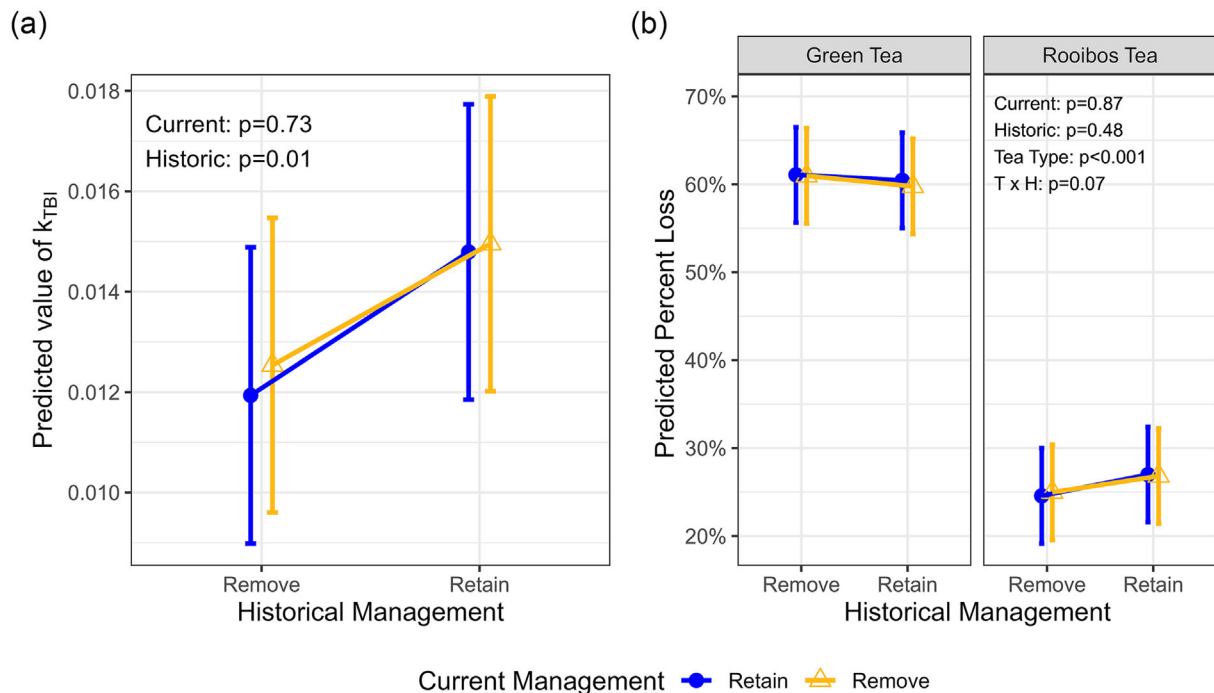 (a)
Predicted value of kTBI
0.018
0.016
0.014
0.012
0.010
Current: p=0.73
Historic: p=0.01
Remove
Retain
Historical Management
(b)
Green Tea
Rooibos Tea
Predicted Percent Loss
70%
60%
50%
40%
30%
20%
Current: p=0.87
Historic: p=0.48
Tea Type: p<0.001
T x H: p=0.07
Remove
Retain
Remove
Retain
Historical Management
Current Management Retain Remove